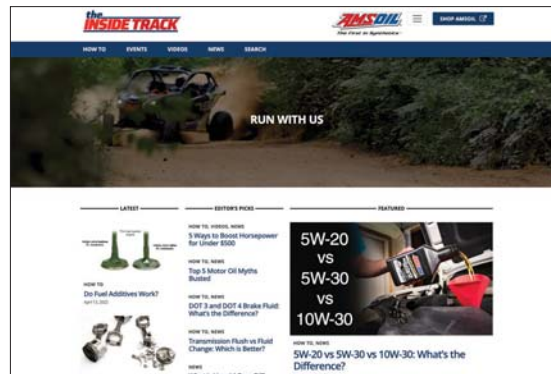 the
INSIDE TRACK
AMSOIL
The First in Synthetics
SHOP AMSOIL
HOW TO EVENTS VIDEOS NEWS SEARCH
RUN WITH US
LATEST
HOW TO
Do Fuel Additives Work?
EDITOR'S PICKS
HOW TO, VIDEOS, NEWS
5 Ways to Boost Horsepower
for Under $500
HOW TO, NEWS
Top 5 Motor Oil Myths
Busted
HOW TO, NEWS
DOT 3 and DOT 4 Brake Fluid:
What's the Difference?
HOW TO, NEWS
Transmission Flush vs Fluid
Change: Which is Better?
NEWS
FEATURED
5W-20
vs
5W-30
vs
10W-30
HOW TO, NEWS
5W-20 vs 5W-30 vs 10W-30: What's the
Difference?